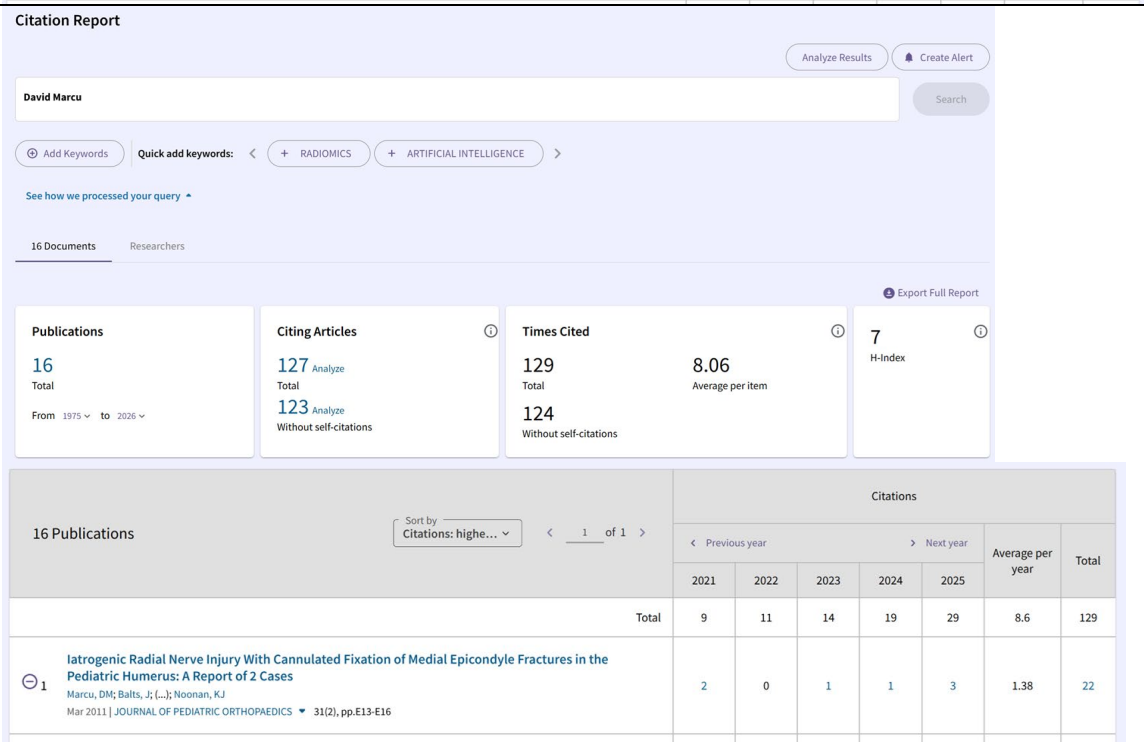 Citation Report
Analyze Results
Create Alert
David Marcu
Search
Add Keywords
Quick add keywords:
+ RADIOMICS
+ ARTIFICIAL INTELLIGENCE
See how we processed your query
16 Documents
Researchers
Export Full Report
Publications
16
Total
From 1975 to 2026
Citing Articles
127 Analyze
Total
123 Analyze
Without self-citations
Times Cited
129
Total
124
Without self-citations
8.06
Average per item
7
H-Index
16 Publications
Sort by
Citations: highe...
< 1 of 1 >
Citations
< Previous year
> Next year
Average per
year
Total
2021 2022 2023 2024 2025
Total 9 11 14 19 29 8.6 129
1
Iatrogenic Radial Nerve Injury With Cannulated Fixation of Medial Epicondyle Fractures in the
Pediatric Humerus: A Report of 2 Cases
Marcu, DM; Balts, J; (...); Noonan, KJ
Mar 2011 | JOURNAL OF PEDIATRIC ORTHOPAEDICS 31(2), pp.E13-E16
2 0 1 1 3 1.38 22